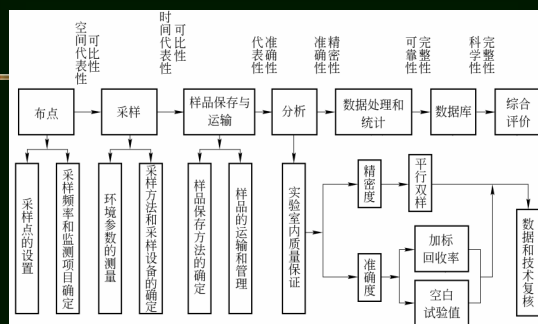 空间代表性
可比性
时间代表性
可比性
代表性
准确性
准确性
精密性
可靠性
完整性
科学性
完整性
布点
采样
样品保存与
运输
分析
数据处理和
统计
数据库
综合
评价
采样点的设置
采样频率和监测项目确定
环境参数的测量
采样方法和采样设备的确定
样品保存方法的确定
样品的运输和管理
实验室内质量保证
精密度
平行双样
准确度
加标
回收率
空白
试验值
数据和技术复核